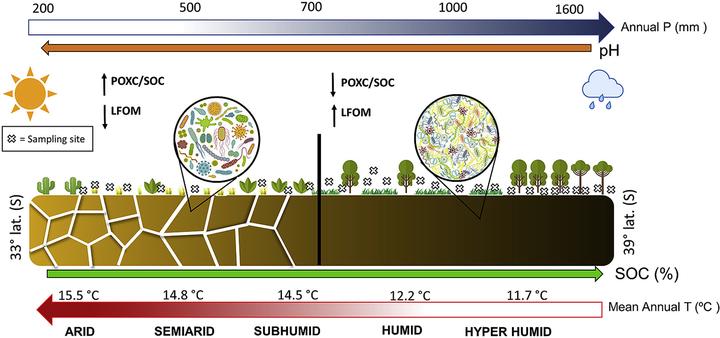 200 500 700 1000 1600
Annual P (mm )
pH
POXC/SOC
LFOM
POXC/SOC
LFOM
= Sampling site
33° lat. (S)
39° lat. (S)
SOC (%)
15.5 °C 14.8 °C 14.5 °C 12.2 °C 11.7 °C
Mean Annual T (ºC)
ARID SEMIARID SUBHUMID HUMID HYPER HUMID